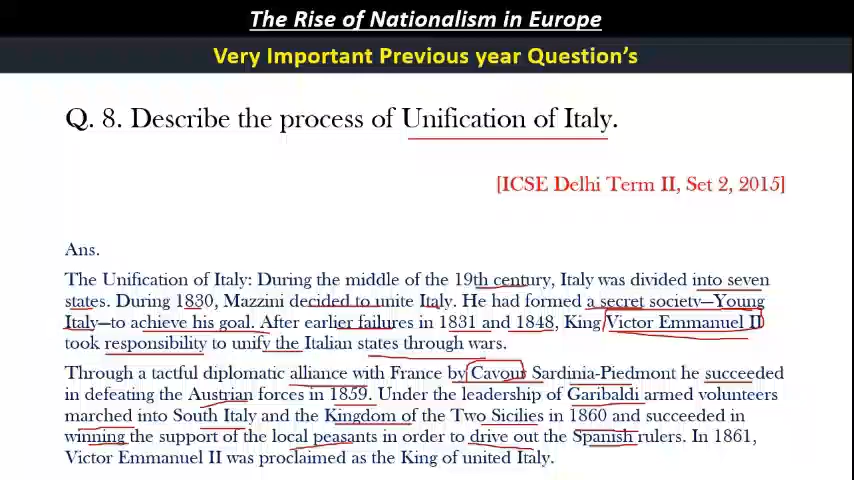 The Rise of Nationalism in Europe
Very Important Previous year Question's
Q. 8. Describe the process of Unification of Italy.
[ICSE Delhi Term II, Set 2, 2015]
Ans.
The Unification of Italy: During the middle of the 19th century, Italy was divided into seven
states. During 1830, Mazzini decided to unite Italy. He had formed a secret society—Young
Italy—to achieve his goal. After earlier failures in 1831 and 1848, King Victor Emmanuel II
took responsibility to unify the Italian states through wars.
Through a tactful diplomatic alliance with France by Cavour Sardinia-Piedmont he succeeded
in defeating the Austrian forces in 1859. Under the leadership of Garibaldi armed volunteers
marched into South Italy and the Kingdom of the Two Sicilies in 1860 and succeeded in
winning the support of the local peasants in order to drive out the Spanish rulers. In 1861,
Victor Emmanuel II was proclaimed as the King of united Italy.